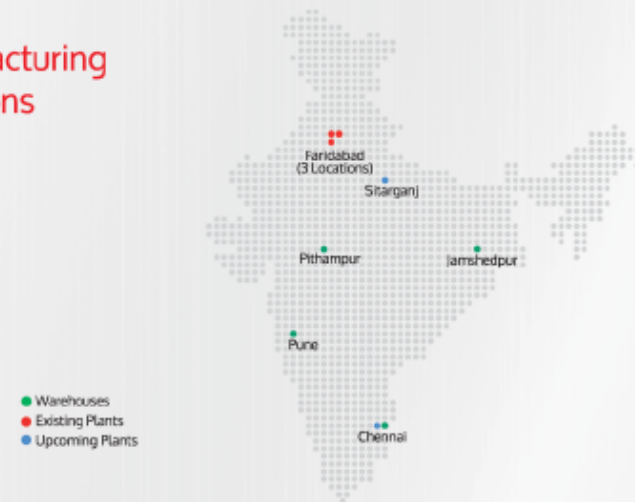 acturing
ns
Faridabad
(3 Locations)
Sitarganj
Pithampur
Jamshedpur
Pune
Warehouses
Existing Plants
Upcoming Plants
Chennai